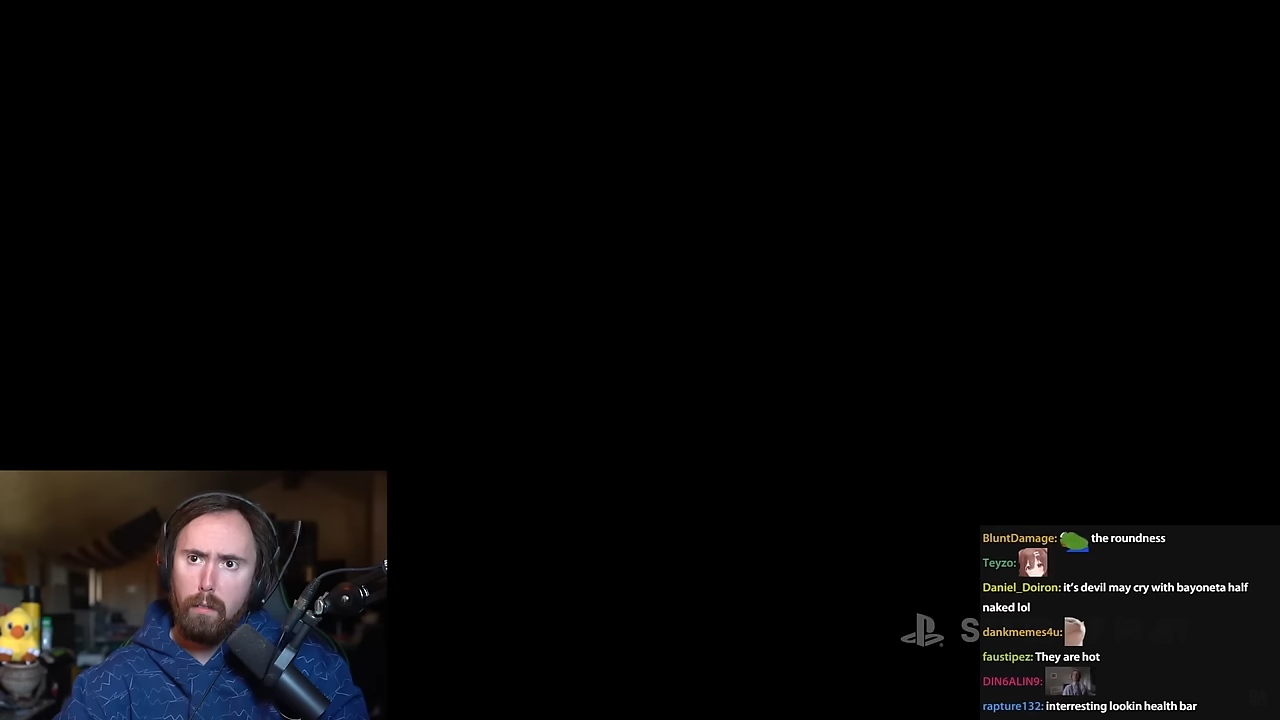 BluntDamage: the roundness
Teyzo:
Daniel_Doiron: it's devil may cry with bayoneta half
naked lol
dankmemes4u:
faustipez: They are hot
DIN6ALIN9:
rapture132: interresting lookin health bar
S